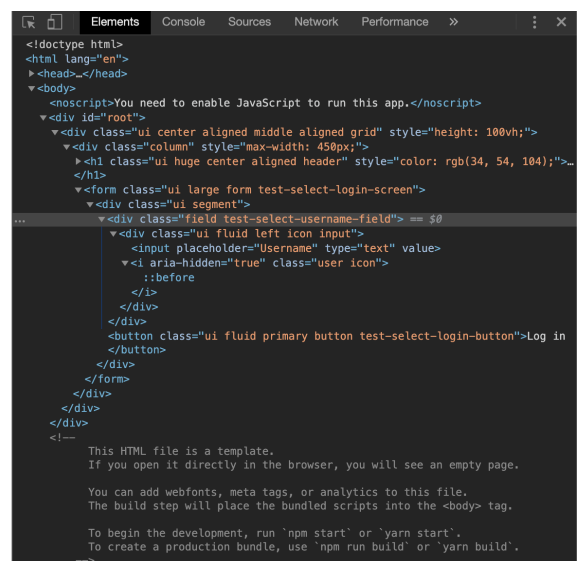 Elements Console Sources Network Performance »
<!doctype html>
<html lang="en">
▶<head>…</head>
▼<body>
<noscript>You need to enable JavaScript to run this app.</noscript>
▼<div id="root">
▼<div class="ui center aligned middle aligned grid" style="height: 100vh;">
▼<div class="column" style="max-width: 450px;">
▶<h1 class="ui huge center aligned header" style="color: rgb(34, 54, 104);">…
</h1>
▼<form class="ui large form test-select-login-screen">
▼<div class="ui segment">
… ▼<div class="field test-select-username-field"> == $0
▼<div class="ui fluid left icon input">
<input placeholder="Username" type="text" value>
▼<i aria-hidden="true" class="user icon">
::before
</i>
</div>
</div>
<button class="ui fluid primary button test-select-login-button">Log in
</button>
</div>
</form>
</div>
</div>
</div>
<!--
This HTML file is a template.
If you open it directly in the browser, you will see an empty page.
You can add webfonts, meta tags, or analytics to this file.
The build step will place the bundled scripts into the <body> tag.
To begin the development, run `npm start` or `yarn start`.
To create a production bundle, use `npm run build` or `yarn build`.
-->